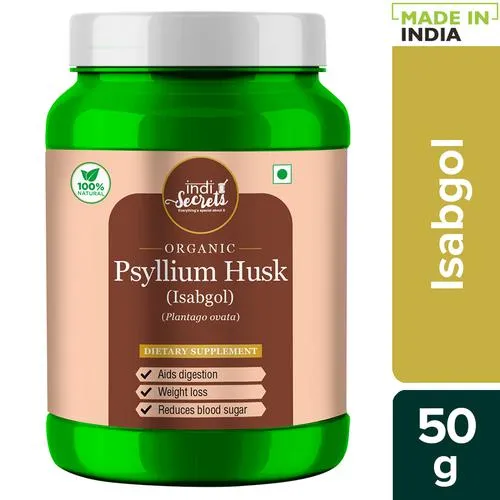 MADE IN
INDIA
100%
NATURAL
indi
Secrets
Everything's special about it
ORGANIC
Psyllium Husk
(Isabgol)
(Plantago ovata)
DIETARY SUPPLEMENT
Aids digestion
Weight loss
Reduces blood sugar
Isabgol
50
g